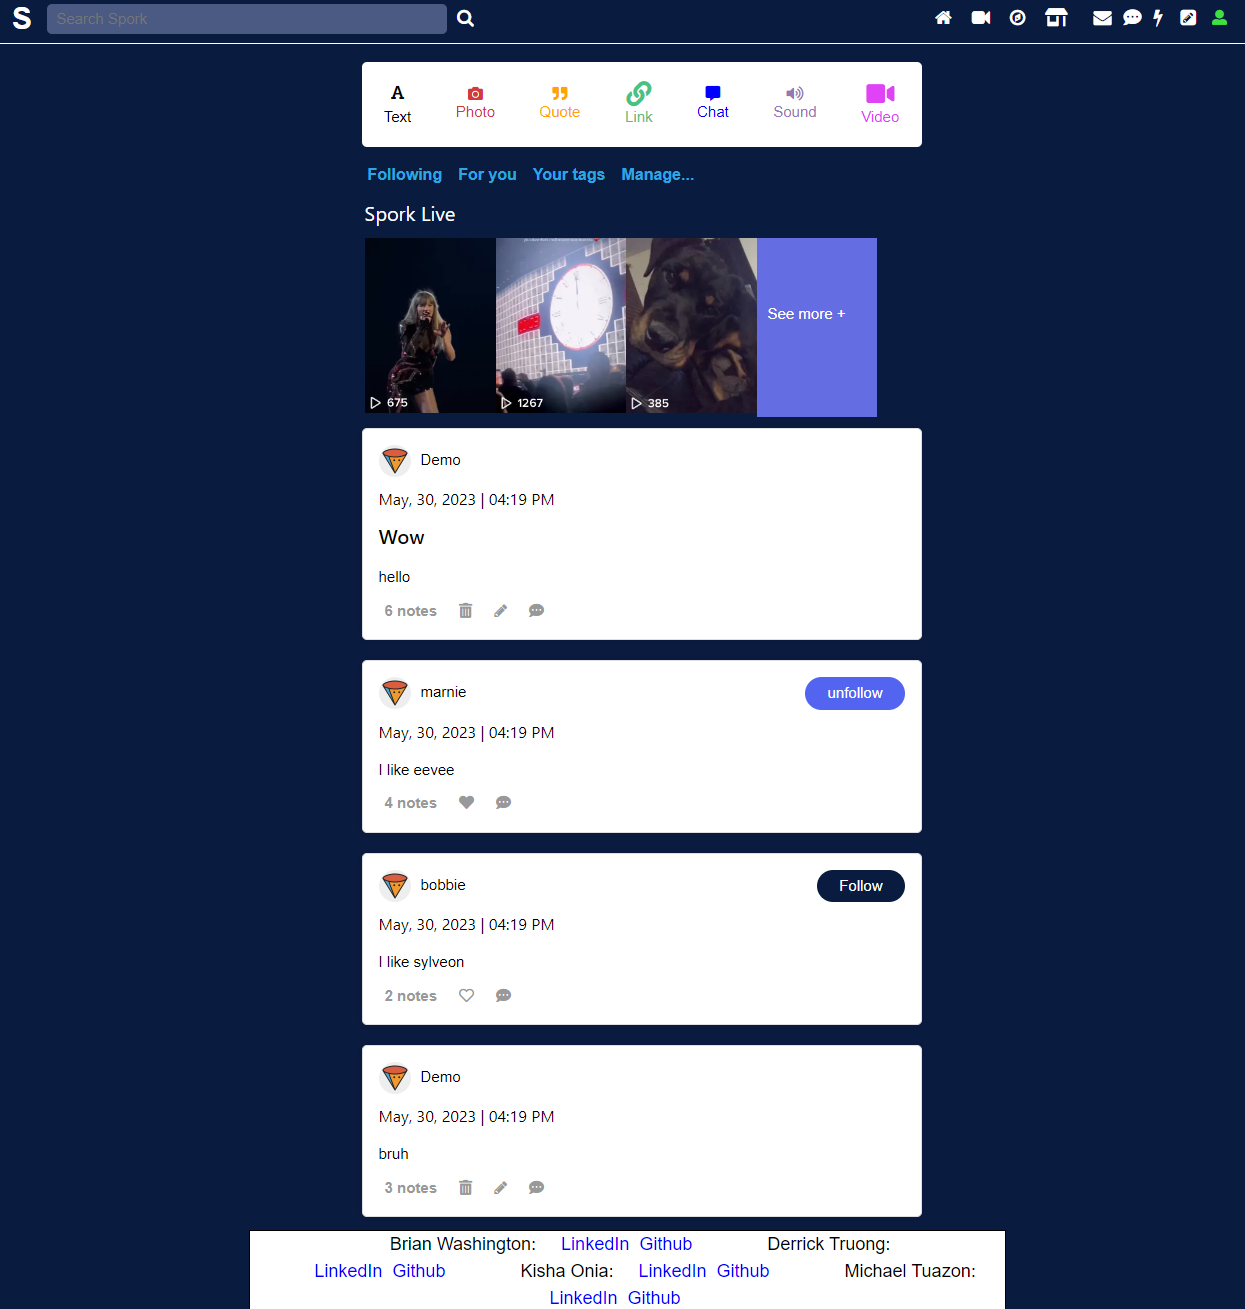 S Search Spork
A
Text Photo Quote Link Chat Sound Video
Following For you Your tags Manage...
Spork Live
See more +
675 1267 385
Demo
May, 30, 2023 | 04:19 PM
Wow
hello
6 notes
marnie unfollow
May, 30, 2023 | 04:19 PM
I like eevee
4 notes
bobbie Follow
May, 30, 2023 | 04:19 PM
I like sylveon
2 notes
Demo
May, 30, 2023 | 04:19 PM
bruh
3 notes
Brian Washington: LinkedIn Github Derrick Truong:
LinkedIn Github Kisha Onia: LinkedIn Github Michael Tuazon:
LinkedIn Github